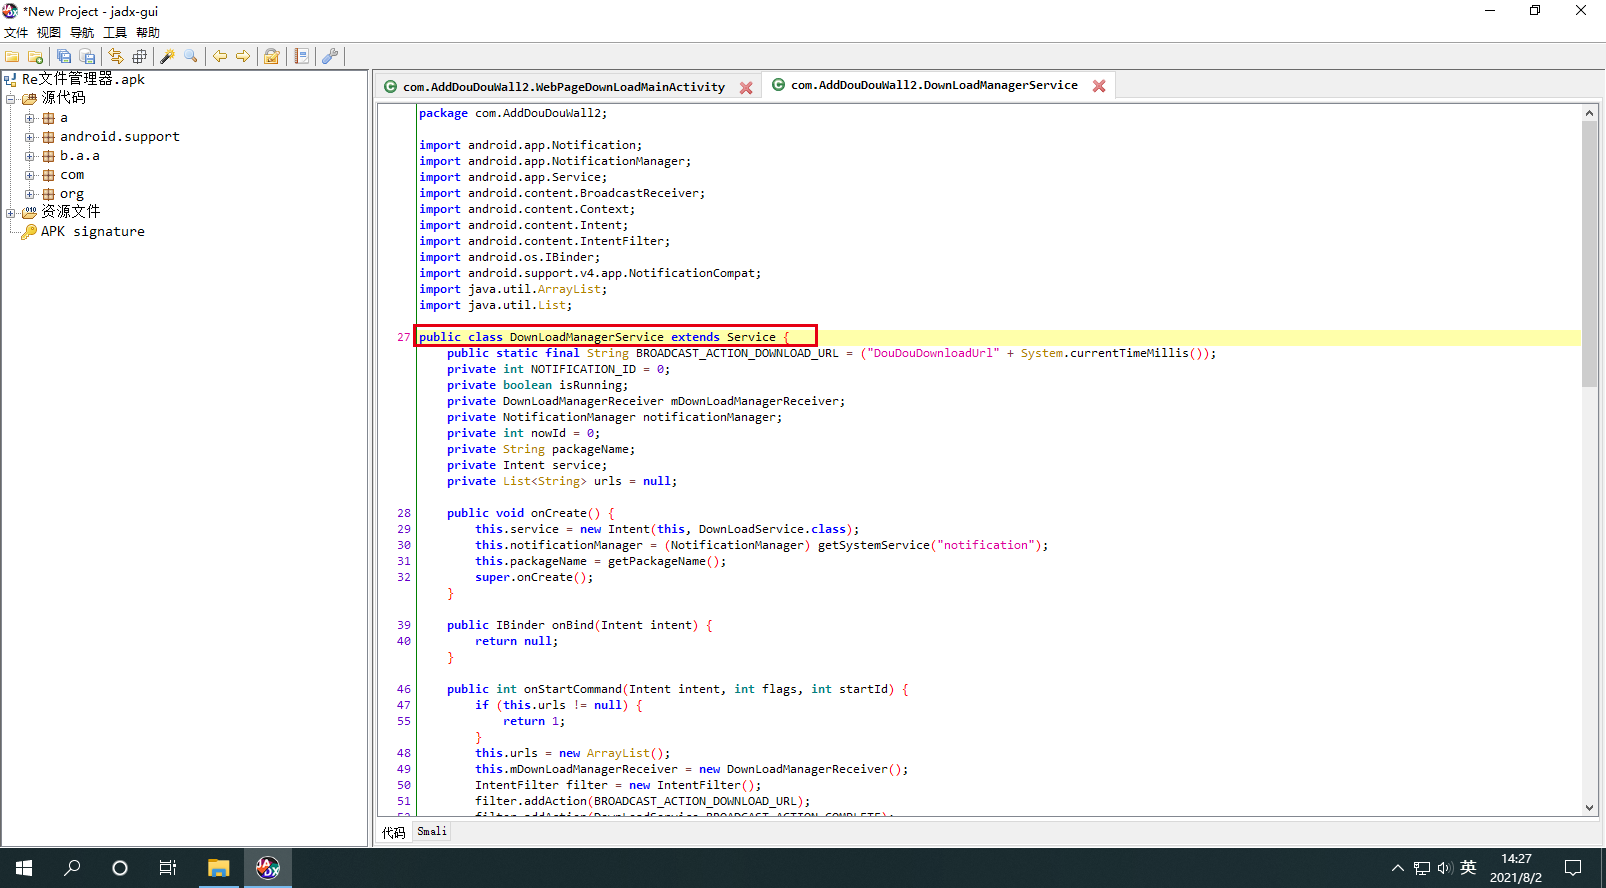 *New Project - jadx-gui
文件 视图 导航 工具 帮助
Re文件管理器.apk
源代码
a
android.support
b.a.a
com
org
资源文件
APK signature
com.AddDouDouWall2.WebPageDownLoadMainActivity
com.AddDouDouWall2.DownLoadManagerService
package com.AddDouDouWall2;
import android.app.Notification;
import android.app.NotificationManager;
import android.app.Service;
import android.content.BroadcastReceiver;
import android.content.Context;
import android.content.Intent;
import android.content.IntentFilter;
import android.os.IBinder;
import android.support.v4.app.NotificationCompat;
import java.util.ArrayList;
import java.util.List;
27 public class DownLoadManagerService extends Service {
public static final String BROADCAST_ACTION_DOWNLOAD_URL = ("DouDouDownloadUrl" + System.currentTimeMillis());
private int NOTIFICATION_ID = 0;
private boolean isRunning;
private DownLoadManagerReceiver mDownLoadManagerReceiver;
private NotificationManager notificationManager;
private int nowId = 0;
private String packageName;
private Intent service;
private List<String> urls = null;
28 public void onCreate() {
29 this.service = new Intent(this, DownLoadService.class);
30 this.notificationManager = (NotificationManager) getSystemService("notification");
31 this.packageName = getPackageName();
32 super.onCreate();
}
39 public IBinder onBind(Intent intent) {
40 return null;
}
46 public int onStartCommand(Intent intent, int flags, int startId) {
47 if (this.urls != null) {
55 return 1;
}
48 this.urls = new ArrayList();
49 this.mDownLoadManagerReceiver = new DownLoadManagerReceiver();
50 IntentFilter filter = new IntentFilter();
51 filter.addAction(BROADCAST_ACTION_DOWNLOAD_URL);
52 filter.addAction(DownLoadService.BROADCAST_ACTION_COMPLETE);
代码 Smali
英
14:27
2021/8/2